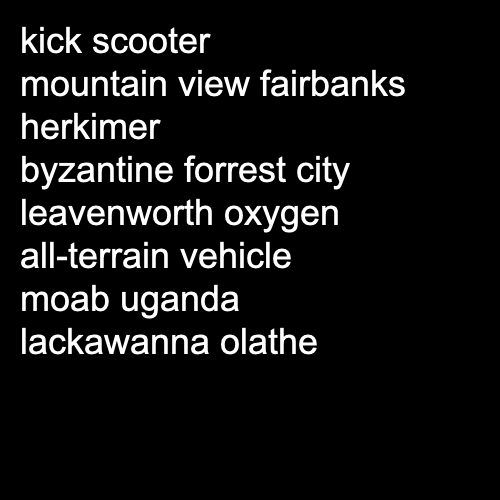 kick scooter
mountain view fairbanks
herkimer
byzantine forrest city
leavenworth oxygen
all-terrain vehicle
moab uganda
lackawanna olathe